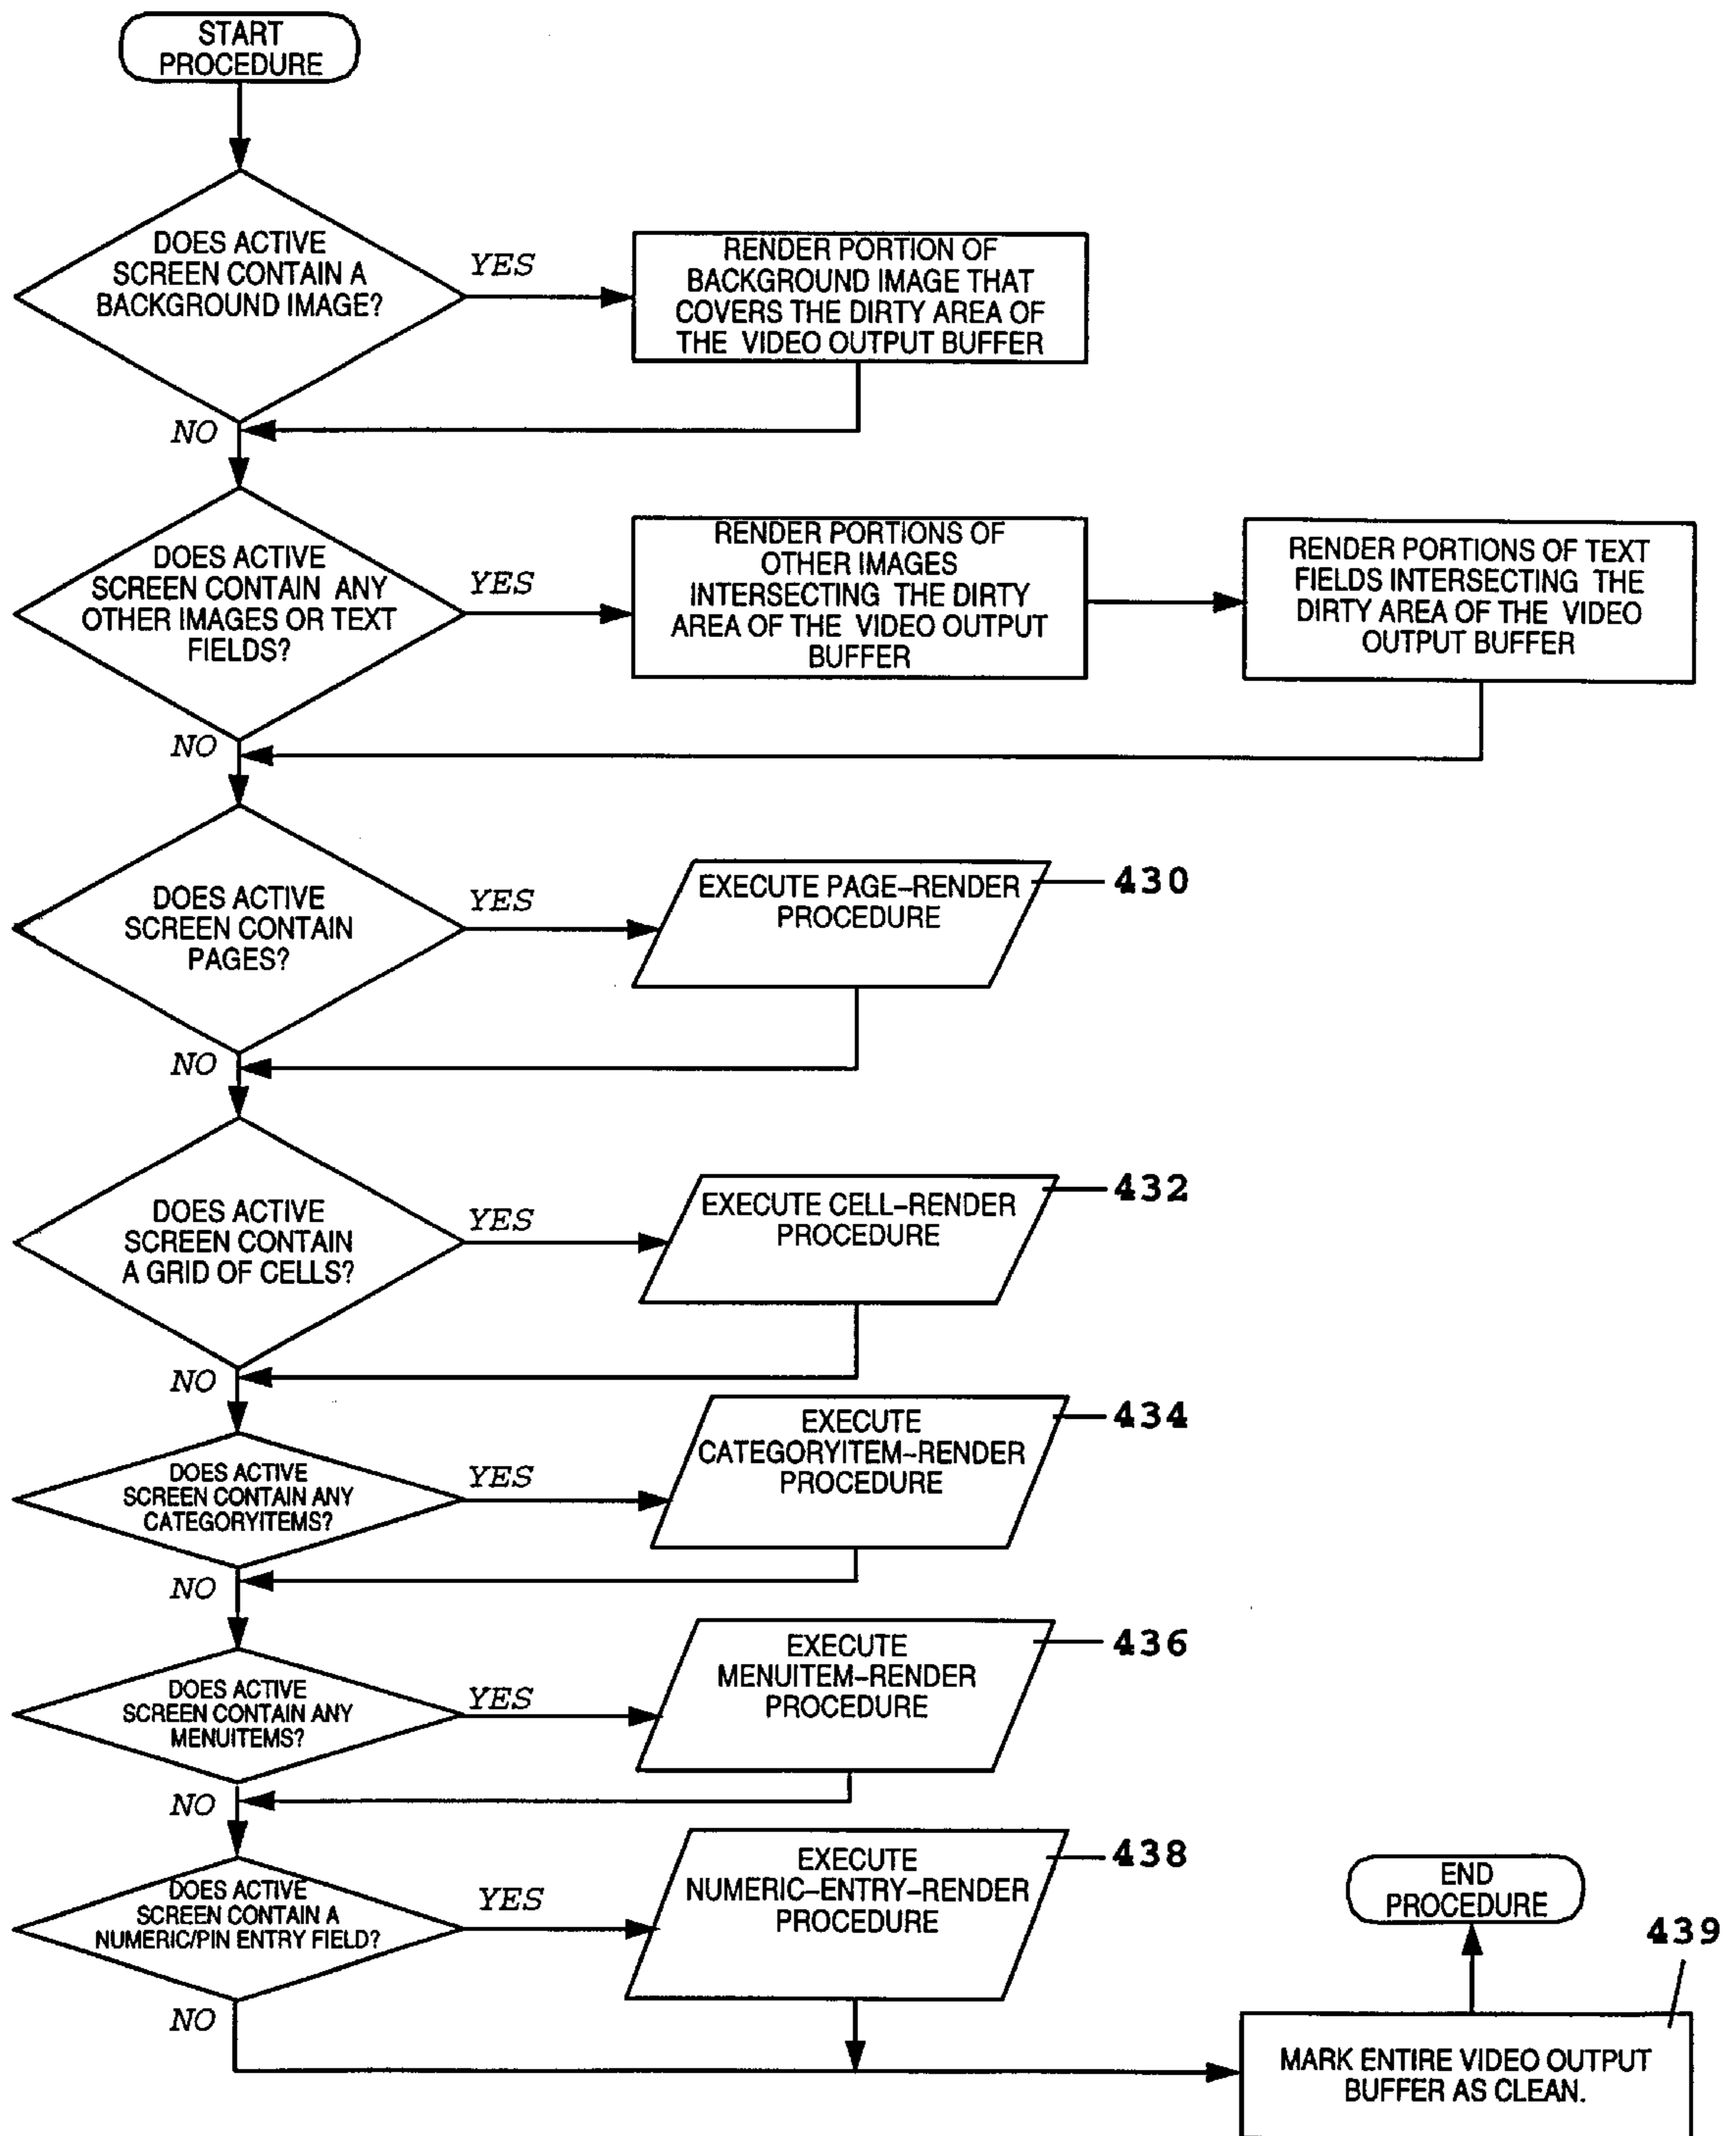 START
PROCEDURE
DOES ACTIVE
SCREEN CONTAIN A
BACKGROUND IMAGE?
YES
RENDER PORTION OF
BACKGROUND IMAGE THAT
COVERS THE DIRTY AREA OF
THE VIDEO OUTPUT BUFFER
NO
DOES ACTIVE
SCREEN CONTAIN ANY
OTHER IMAGES OR TEXT
FIELDS?
YES
RENDER PORTIONS OF
OTHER IMAGES
INTERSECTING THE DIRTY
AREA OF THE VIDEO OUTPUT
BUFFER
RENDER PORTIONS OF TEXT
FIELDS INTERSECTING THE
DIRTY AREA OF THE VIDEO
OUTPUT BUFFER
NO
DOES ACTIVE
SCREEN CONTAIN
PAGES?
YES
EXECUTE PAGE-RENDER
PROCEDURE
430
NO
DOES ACTIVE
SCREEN CONTAIN
A GRID OF CELLS?
YES
EXECUTE CELL-RENDER
PROCEDURE
432
NO
DOES ACTIVE
SCREEN CONTAIN ANY
CATEGORYITEMS?
YES
EXECUTE
CATEGORYITEM-RENDER
PROCEDURE
434
NO
DOES ACTIVE
SCREEN CONTAIN ANY
MENUITEMS?
YES
EXECUTE
MENUITEM-RENDER
PROCEDURE
436
NO
DOES ACTIVE
SCREEN CONTAIN A
NUMERIC/PIN ENTRY FIELD?
YES
EXECUTE
NUMERIC-ENTRY-RENDER
PROCEDURE
438
NO
END
PROCEDURE
439
MARK ENTIRE VIDEO OUTPUT
BUFFER AS CLEAN.